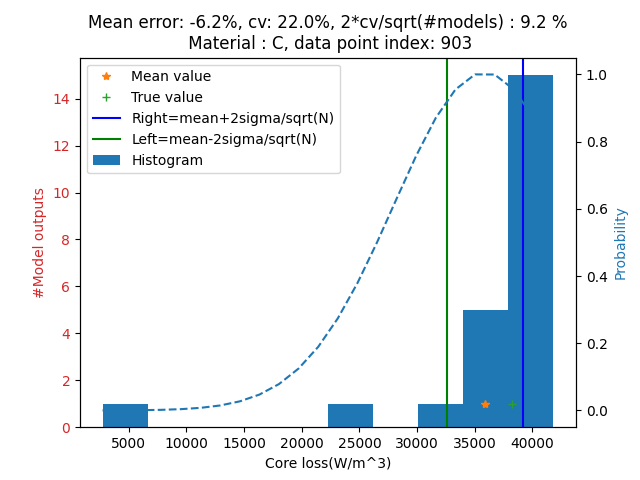 Mean error: -6.2%, cv: 22.0%, 2*cv/sqrt(#models) : 9.2 %
Material : C, data point index: 903
Mean value
True value
Right=mean+2sigma/sqrt(N)
Left=mean-2sigma/sqrt(N)
Histogram
14
12
10
8
6
4
2
0
#Model outputs
1.0
0.8
0.6
0.4
0.2
0.0
Probability
5000 10000 15000 20000 25000 30000 35000 40000
Core loss(W/m^3)